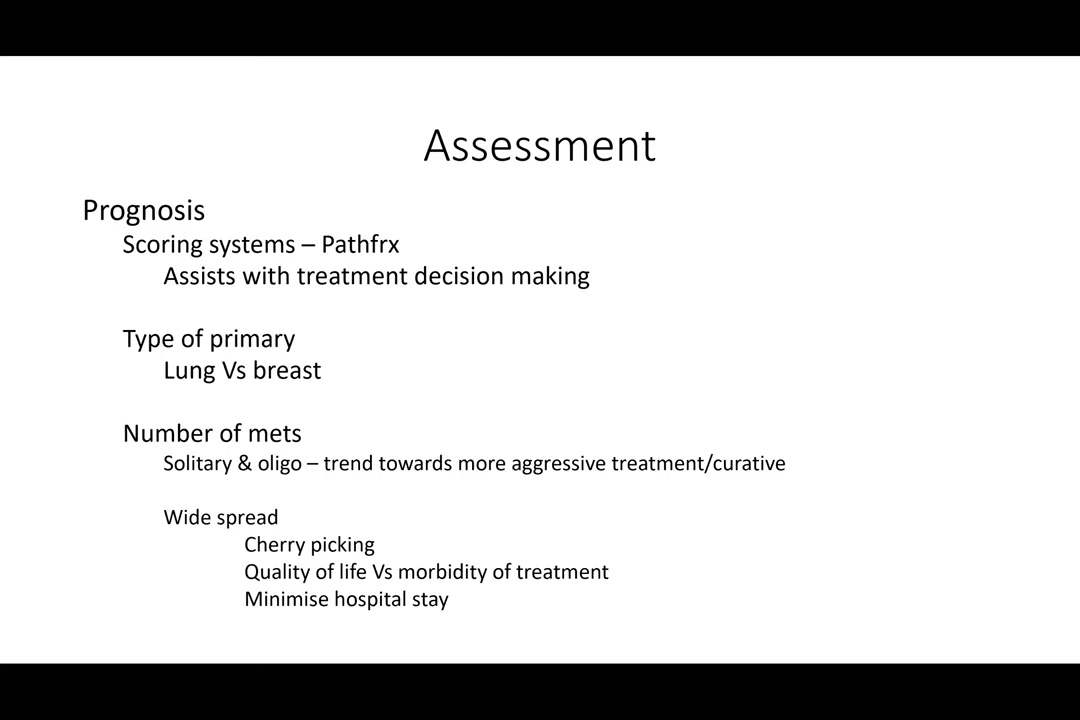 Assessment
Prognosis
Scoring systems – Pathfrx
Assists with treatment decision making
Type of primary
Lung Vs breast
Number of mets
Solitary & oligo – trend towards more aggressive treatment/curative
Wide spread
Cherry picking
Quality of life Vs morbidity of treatment
Minimise hospital stay